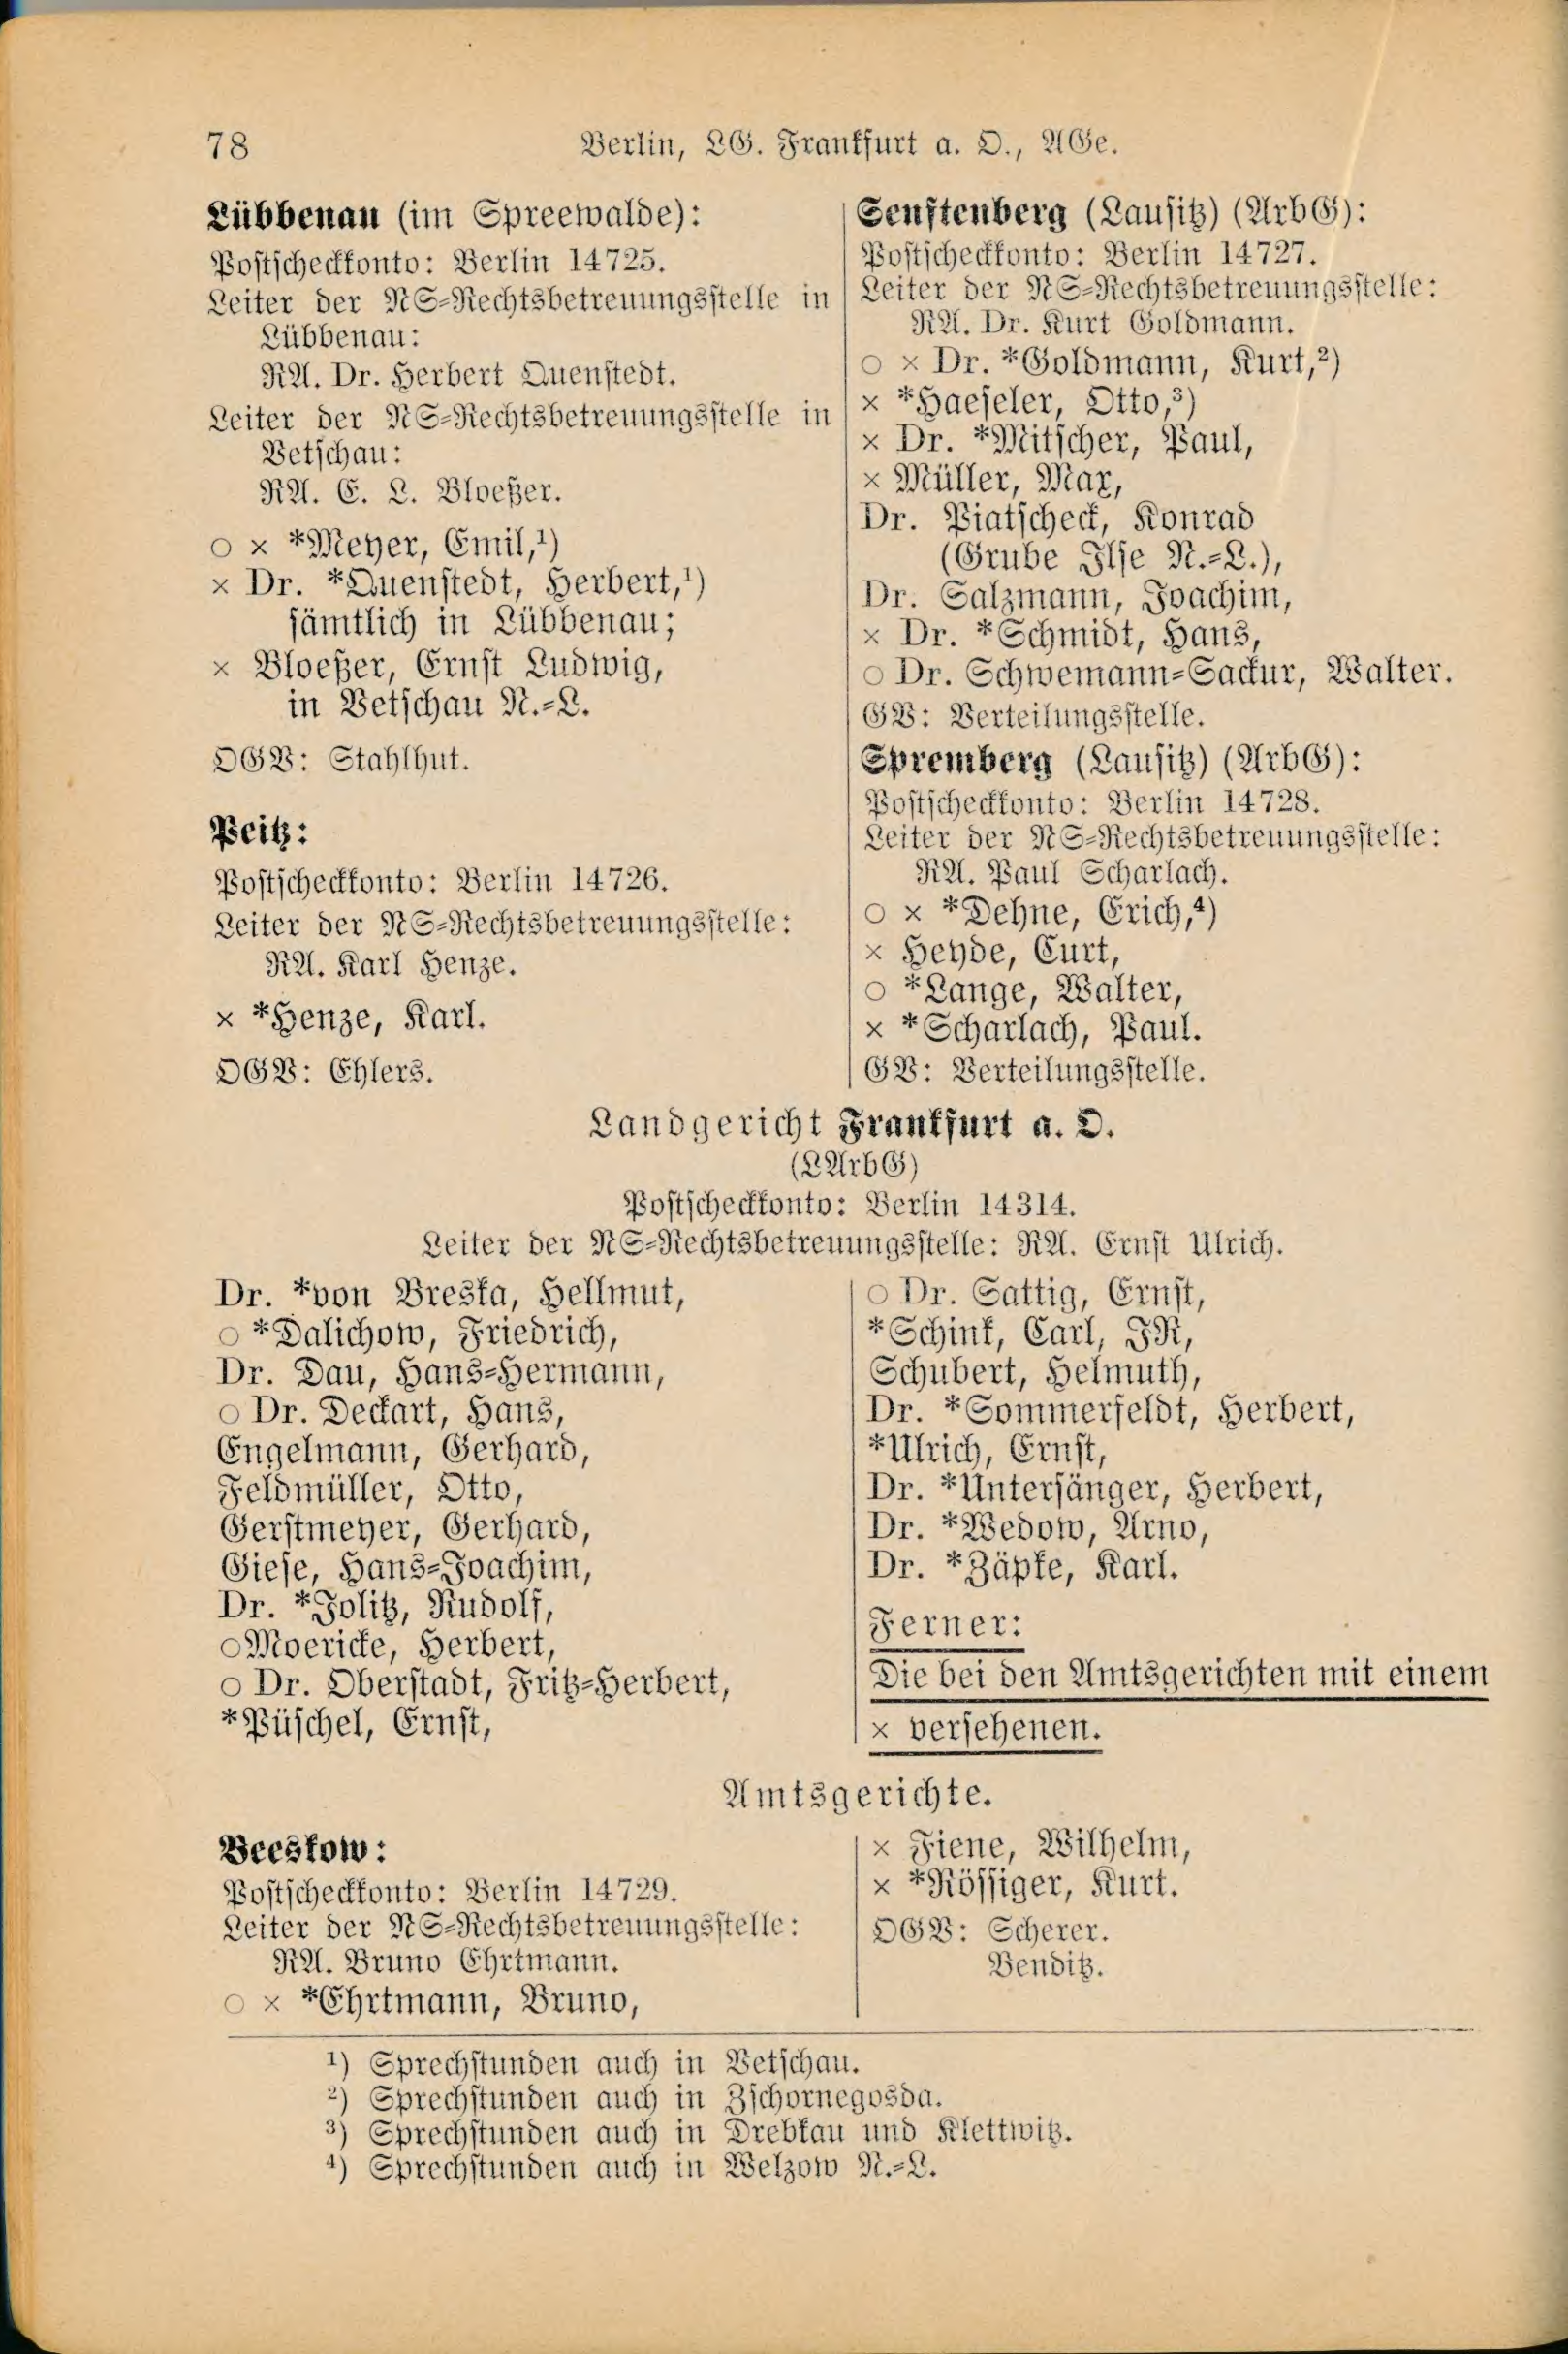 78
Berlin, LG. Frankfurt a. O., AGe.
Lübbenau (im Spreewalde):
Postscheckkonto: Berlin 14725.
Leiter der NS-Rechtsbetreuungsstelle in
Lübbenau:
RA. Dr. Herbert Quenstedt.
Leiter der NS-Rechtsbetreuungsstelle in
Vetschau:
RA. E. L. Bloeßer.
○ × *Meyer, Emil,¹)
× Dr. *Quenstedt, Herbert,¹)
sämtlich in Lübbenau;
× Bloeßer, Ernst Ludwig,
in Vetschau N.-L.
OGV: Stahlhut.
Peitz:
Postscheckkonto: Berlin 14726.
Leiter der NS-Rechtsbetreuungsstelle:
RA. Karl Henze.
× *Henze, Karl.
OGV: Ehlers.
Senftenberg (Lausitz) (ArbG):
Postscheckkonto: Berlin 14727.
Leiter der NS-Rechtsbetreuungsstelle:
RA. Dr. Kurt Goldmann.
○ × Dr. *Goldmann, Kurt,²)
× *Haeseler, Otto,³)
× Dr. *Mitscher, Paul,
× Müller, Max,
Dr. Piatscheck, Konrad
(Grube Ilse N.-L.),
Dr. Salzmann, Joachim,
× Dr. *Schmidt, Hans,
○ Dr. Schwemann-Sackur, Walter.
GV: Verteilungsstelle.
Spremberg (Lausitz) (ArbG):
Postscheckkonto: Berlin 14728.
Leiter der NS-Rechtsbetreuungsstelle:
RA. Paul Scharlach.
○ × *Dehne, Erich,⁴)
× Heyde, Curt,
○ *Lange, Walter,
× *Scharlach, Paul.
GV: Verteilungsstelle.
Landgericht Frankfurt a. O.
(LArbG)
Postscheckkonto: Berlin 14314.
Leiter der NS-Rechtsbetreuungsstelle: RA. Ernst Ulrich.
Dr. *von Breska, Hellmut,
○ *Dalichow, Friedrich,
Dr. Dau, Hans-Hermann,
○ Dr. Deckart, Hans,
Engelmann, Gerhard,
Feldmüller, Otto,
Gerstmeyer, Gerhard,
Giese, Hans-Joachim,
Dr. *Jolitz, Rudolf,
○ Moericke, Herbert,
○ Dr. Oberstadt, Fritz-Herbert,
*Püschel, Ernst,
○ Dr. Sattig, Ernst,
*Schink, Carl, JR,
Schubert, Helmuth,
Dr. *Sommerfeldt, Herbert,
*Ulrich, Ernst,
Dr. *Untersänger, Herbert,
Dr. *Wedow, Arno,
Dr. *Zäpke, Karl.
Ferner:
Die bei den Amtsgerichten mit einem
× versehenen.
Amtsgerichte.
Beeskow:
Postscheckkonto: Berlin 14729.
Leiter der NS-Rechtsbetreuungsstelle:
RA. Bruno Ehrtmann.
○ × *Ehrtmann, Bruno,
× Fiene, Wilhelm,
× *Rössiger, Kurt.
OGV: Scherer.
Benditz.
¹) Sprechstunden auch in Vetschau.
²) Sprechstunden auch in Zschornegosda.
³) Sprechstunden auch in Drebkau und Klettwitz.
⁴) Sprechstunden auch in Welzow N.-L.